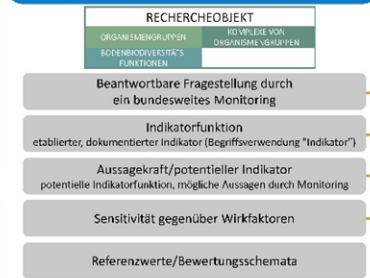 RECHERCHEOBJEKT
ORGANISMENGRUPPEN
KOMPLEXE VON
ORGANISMENGRUPPEN
BODENBIODIVERSITÄTS
FUNKTIONEN
Beantwortbare Fragestellung durch
ein bundesweites Monitoring
Indikatorfunktion
etablierter, dokumentierter Indikator (Begriffsverwendung "Indikator")
Aussagekraft/potentieller Indikator
potentielle Indikatorfunktion, mögliche Aussagen durch Monitoring
Sensitivität gegenüber Wirkfaktoren
Referenzwerte/Bewertungsschemata